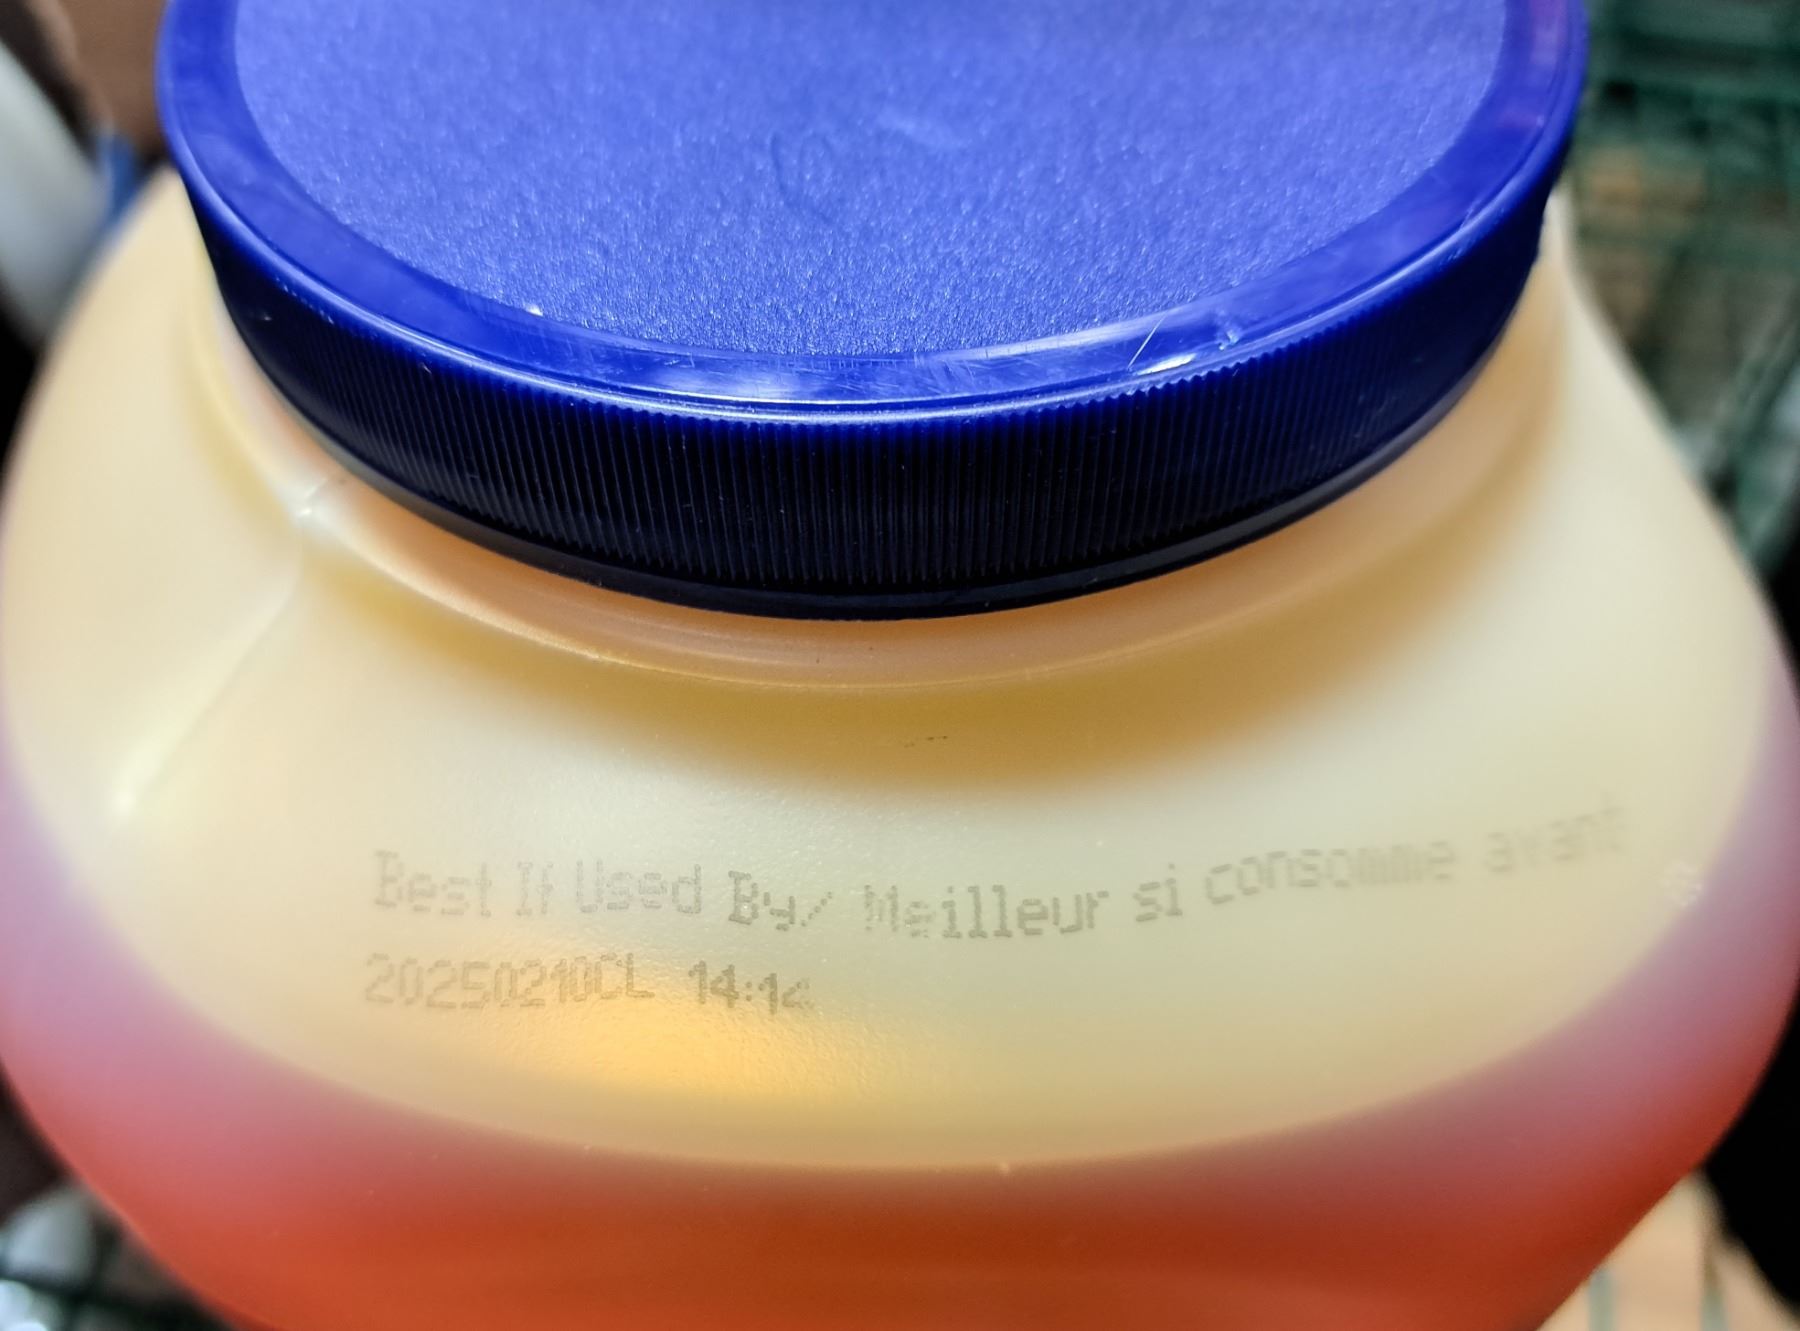 Best If Used By/ Meilleur si consomme avant
20250210CL 14:14